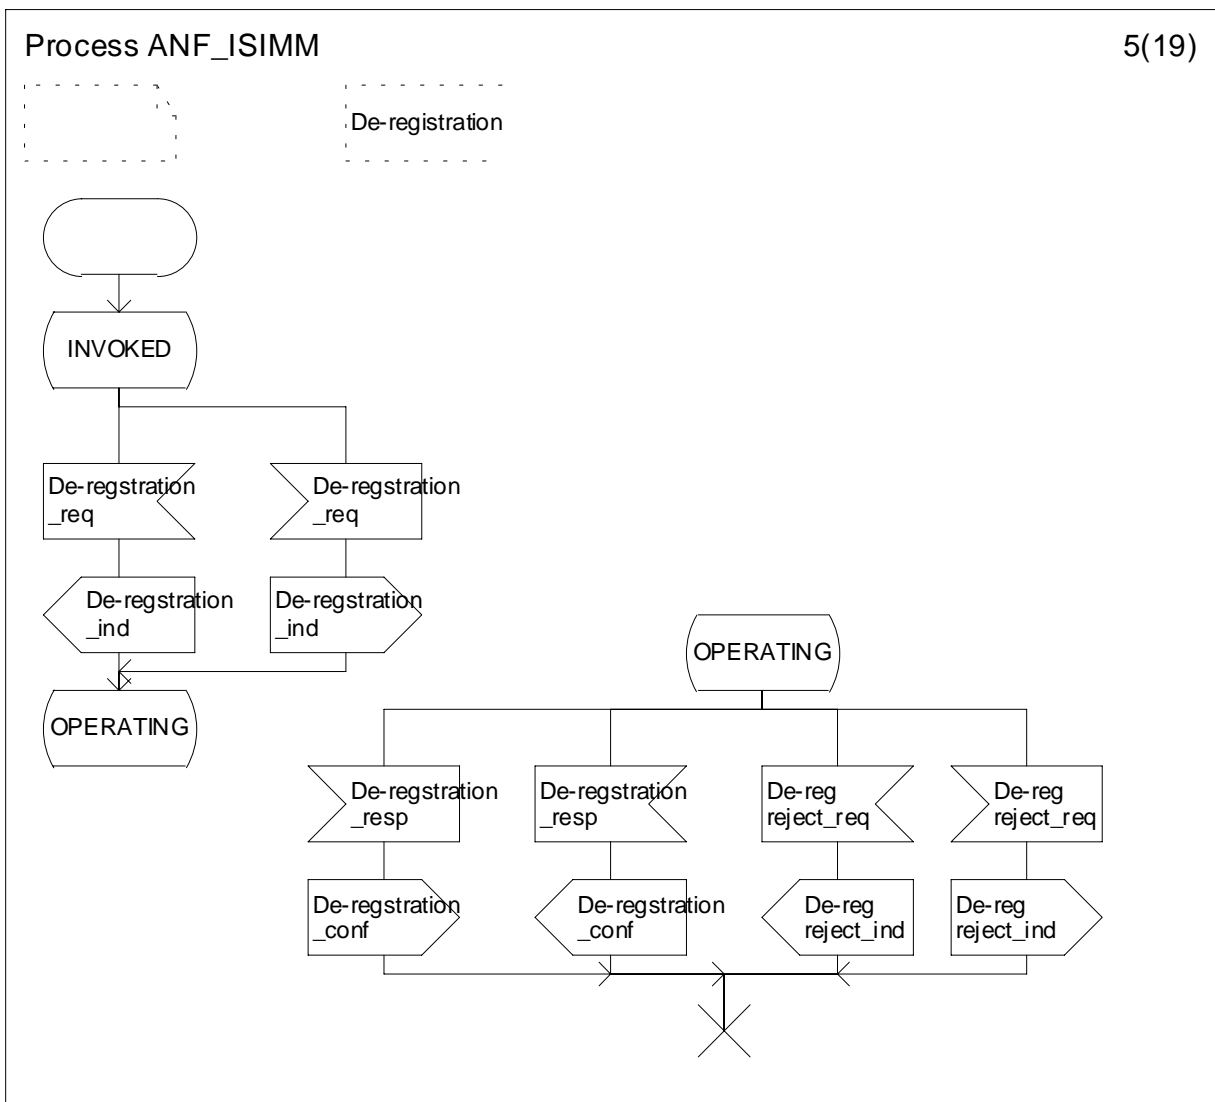 Process ANF_ISIMM
5(19)
De-registration
INVOKED
De-regstration
_req
De-regstration
_req
De-regstration
_ind
De-regstration
_ind
OPERATING
OPERATING
De-regstration
_resp
De-regstration
_resp
De-reg
reject_req
De-reg
reject_req
De-regstration
_conf
De-regstration
_conf
De-reg
reject_ind
De-reg
reject_ind